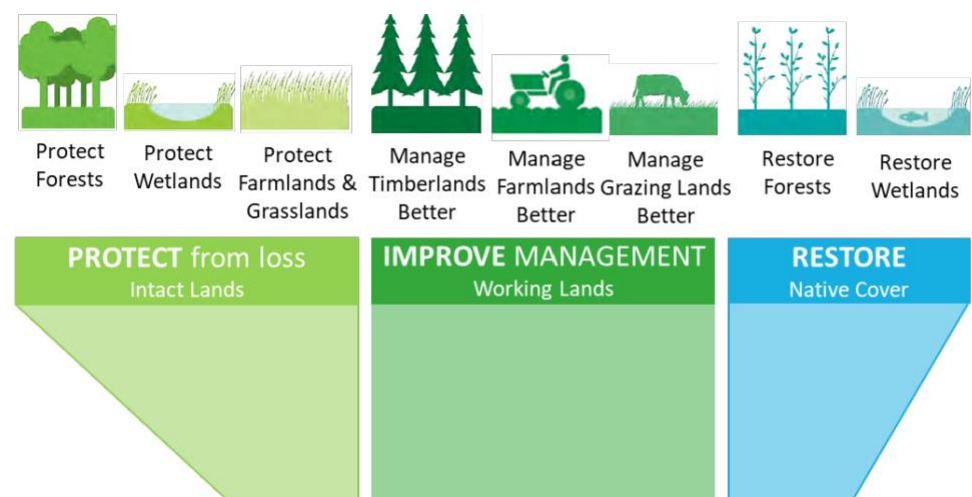 Protect
Forests
Protect
Wetlands
Protect
Farmlands &
Grasslands
Manage
Timberlands
Better
Manage
Farmlands
Better
Manage
Grazing Lands
Better
Restore
Forests
Restore
Wetlands
PROTECT from loss
Intact Lands
IMPROVE MANAGEMENT
Working Lands
RESTORE
Native Cover